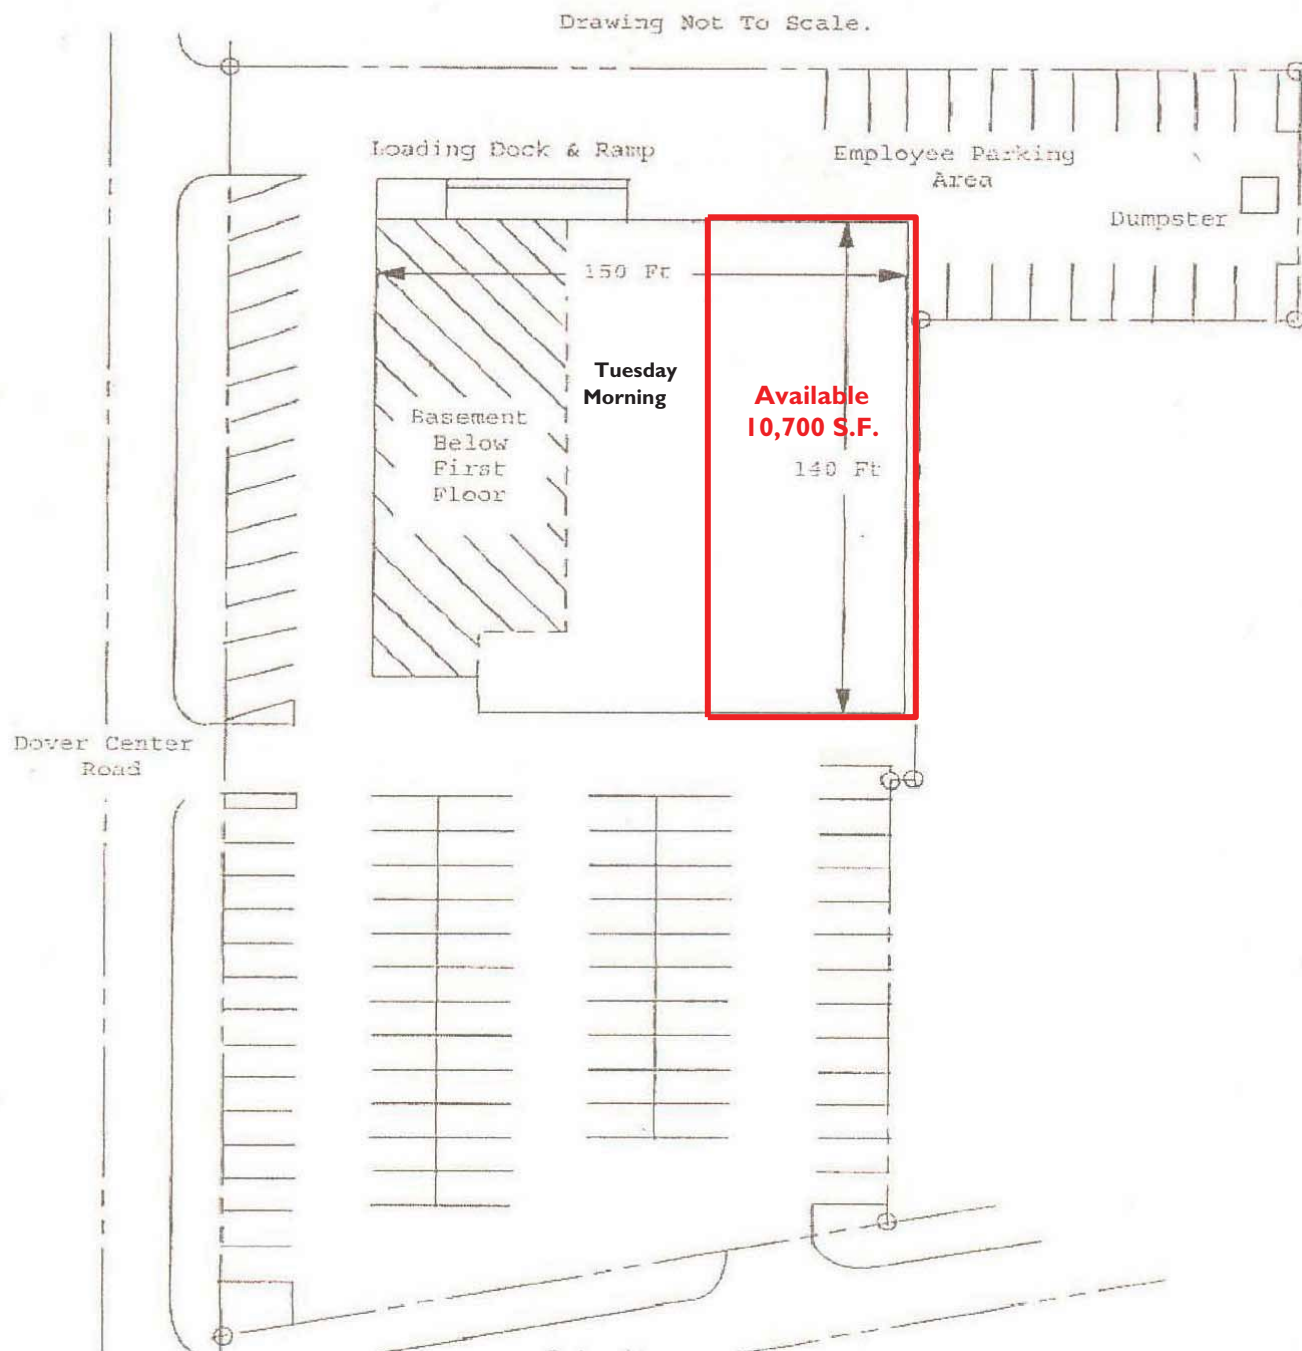 Drawing Not To Scale.
Loading Dock & Ramp
Employee Parking
Area
Dumpster
150 Ft
Tuesday
Morning
Available
10,700 S.F.
140 Ft
Basement
Below
First
Floor
Dover Center
Road